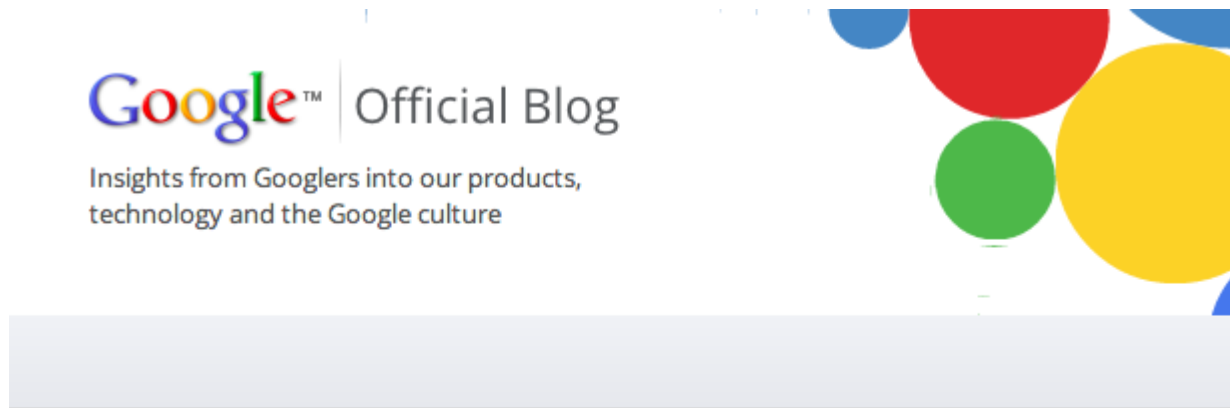 Google™ Official Blog
Insights from Googlers into our products,
technology and the Google culture